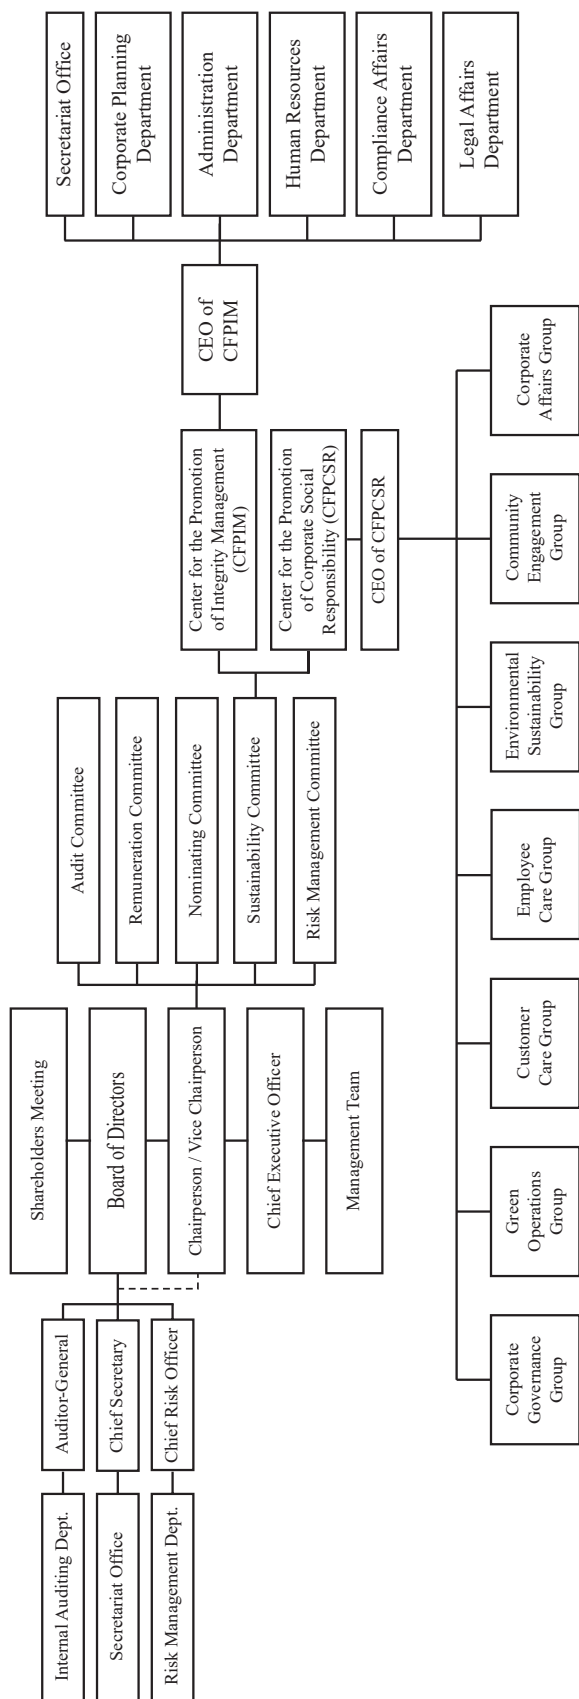 Internal Auditing Dept.
Secretariat Office
Risk Management Dept.
Auditor-General
Chief Secretary
Chief Risk Officer
Shareholders Meeting
Board of Directors
Chairperson / Vice Chairperson
Chief Executive Officer
Management Team
Audit Committee
Remuneration Committee
Nominating Committee
Sustainability Committee
Risk Management Committee
Center for the Promotion
of Integrity Management
(CFPIM)
Center for the Promotion
of Corporate Social
Responsibility (CFPCSR)
CEO of CFPCSR
CEO of
CFPIM
Secretariat Office
Corporate Planning
Department
Administration
Department
Human Resources
Department
Compliance Affairs
Department
Legal Affairs
Department
Corporate
Governance
Group
Green
Operations
Group
Customer
Care Group
Employee
Care Group
Environmental
Sustainability
Group
Community
Engagement
Group
Corporate
Affairs Group